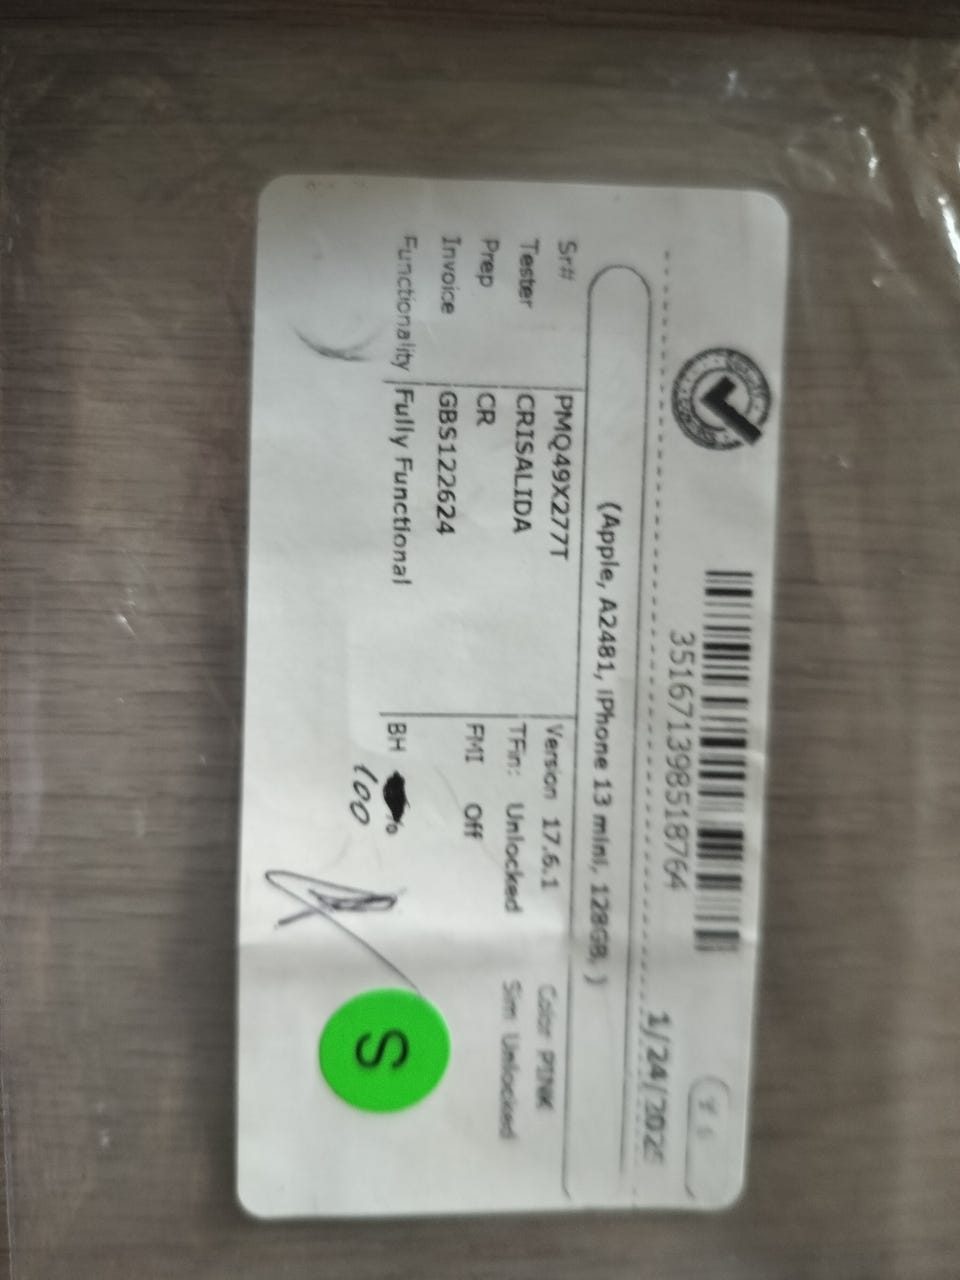 351671398518764
1/24/202
(Apple, A2481, iPhone 13 mini, 128GB, )
Sr# PMQ49X277T Version 17.6.1 Color PINK
Tester CRISALIDA TFin: Unlocked Sim Unlocked
Prep CR FMI Off
Invoice GBS122624
Functionality Fully Functional BH %
100
S